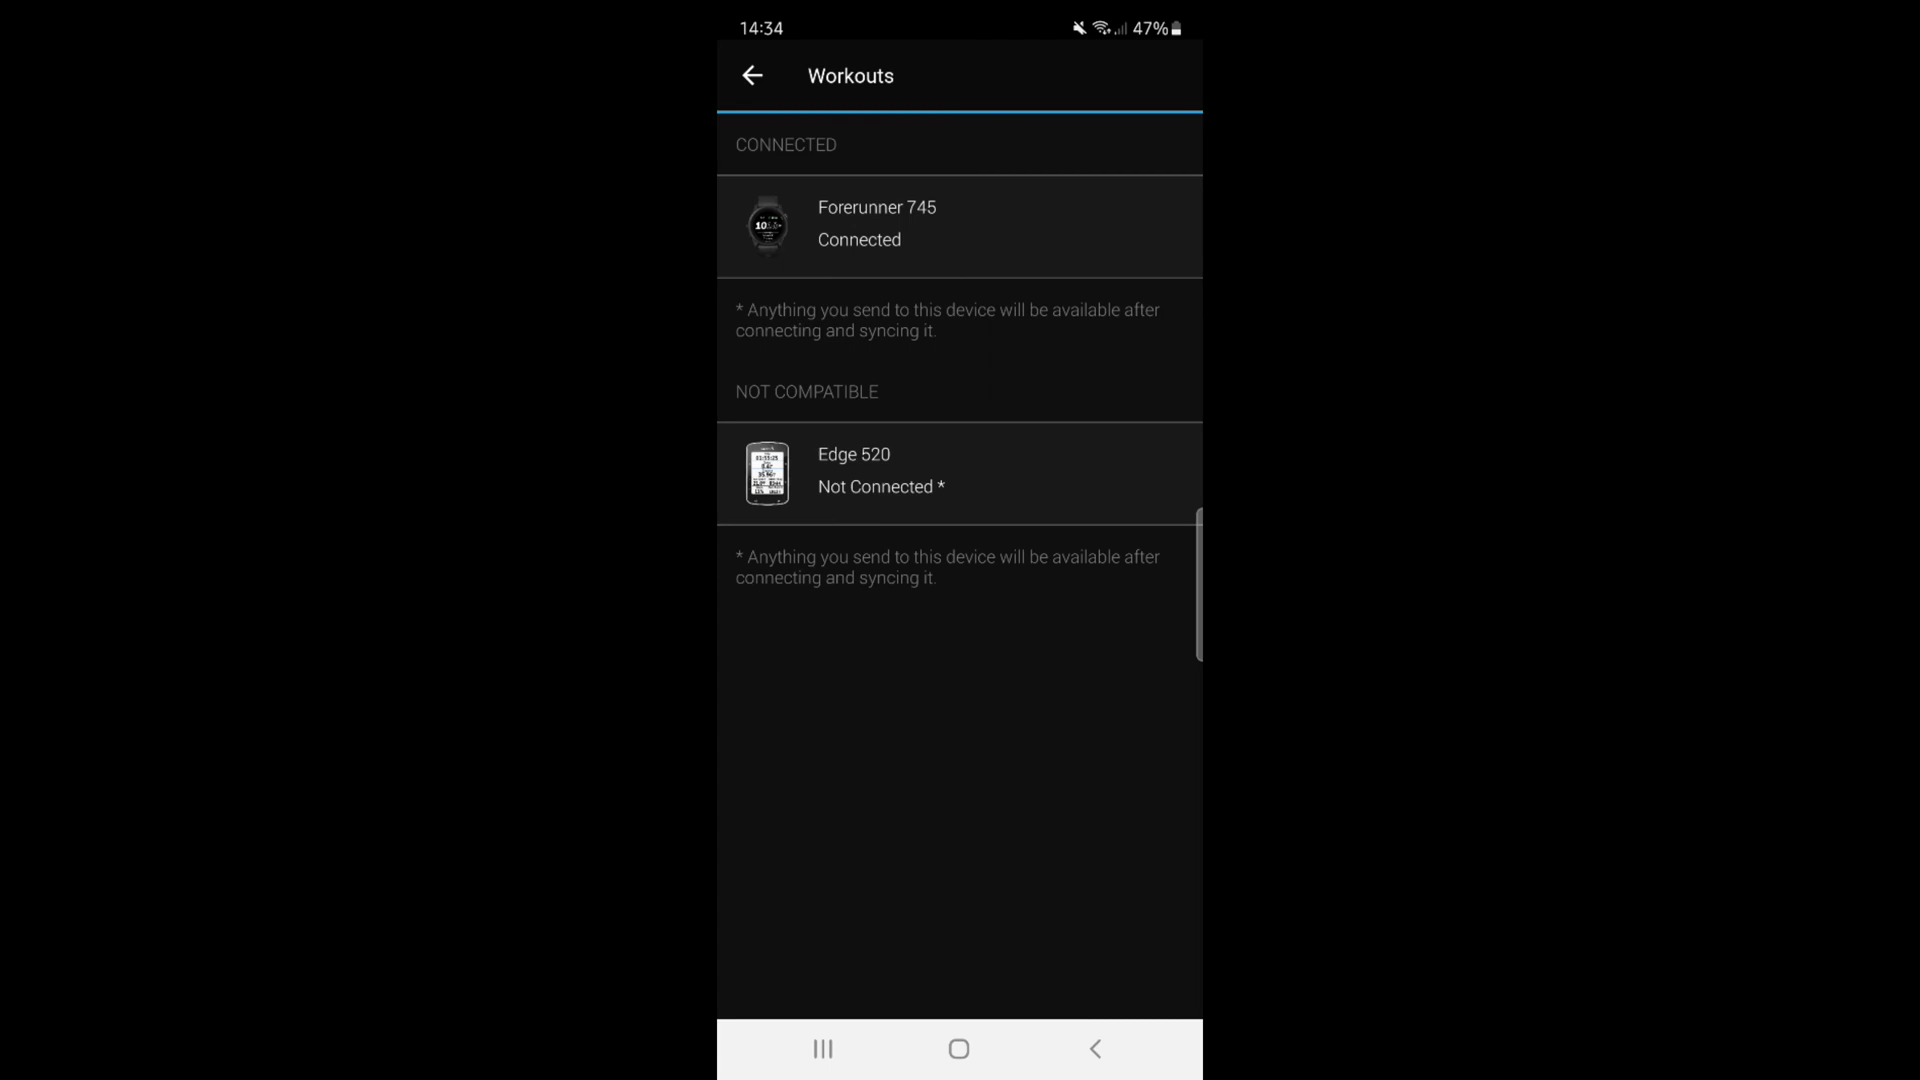 14:34
47%
Workouts
CONNECTED
Forerunner 745
Connected
* Anything you send to this device will be available after
connecting and syncing it.
NOT COMPATIBLE
Edge 520
Not Connected *
* Anything you send to this device will be available after
connecting and syncing it.